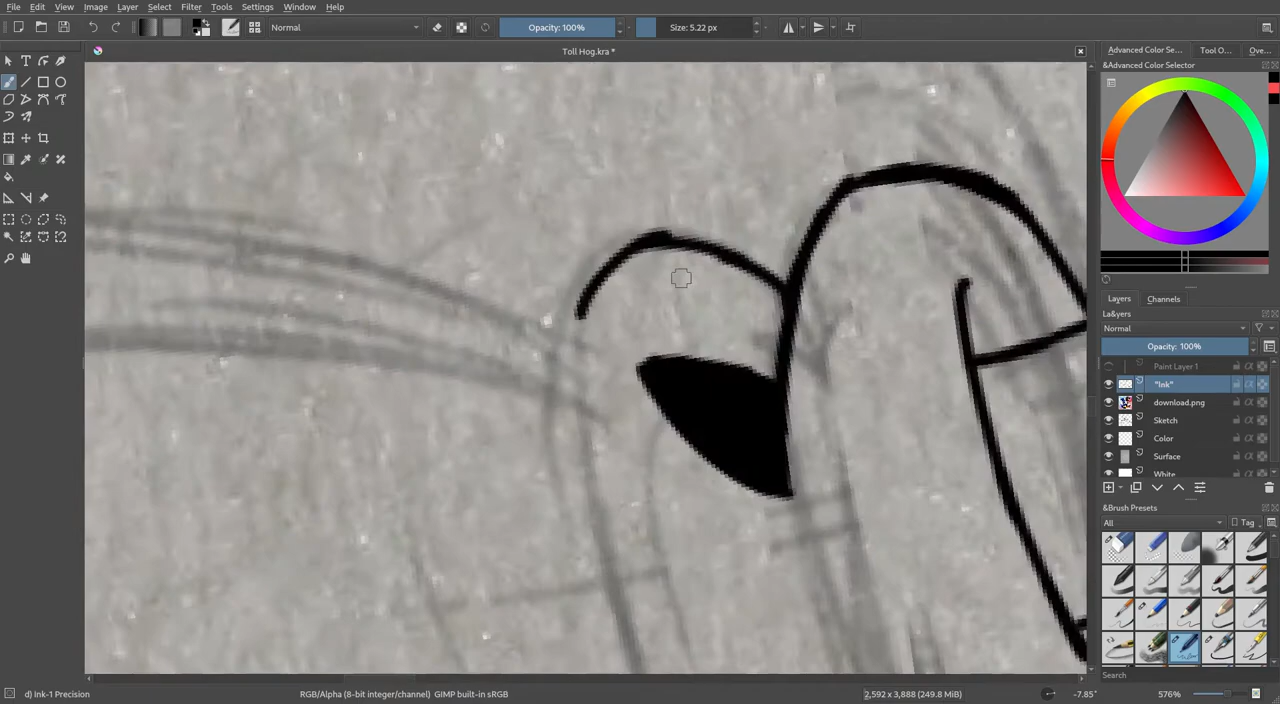 File Edit View Image Layer Select Filter Tools Settings Window Help
Normal Opacity: 100% Size: 5.22 px
Toll Hog.kra *
Advanced Color Se... Tool O... Ove...
&Advanced Color Selector
Layers Channels
La&yers
Normal
Opacity: 100%
Paint Layer 1
"Ink"
download.png
Sketch
Color
Surface
White
&Brush Presets
All Tag
Search
d) Ink-1 Precision RGB/Alpha (8-bit integer/channel) GIMP built-in sRGB 2,592 x 3,888 (249.8 MiB) -7.85° 576%